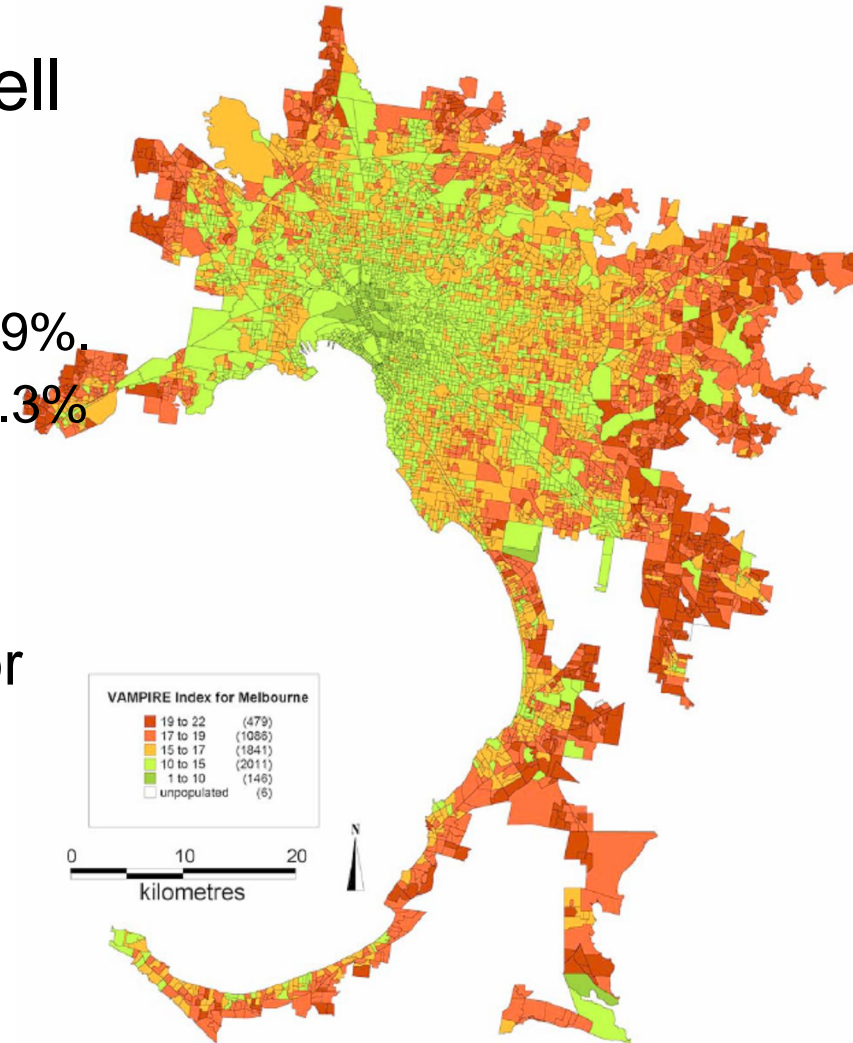 ell
9%.
.3%
or
VAMPIRE Index for Melbourne
19 to 22 (479)
17 to 19 (1086)
15 to 17 (1841)
10 to 15 (2011)
1 to 10 (146)
unpopulated (6)
N
0 10 20
kilometres